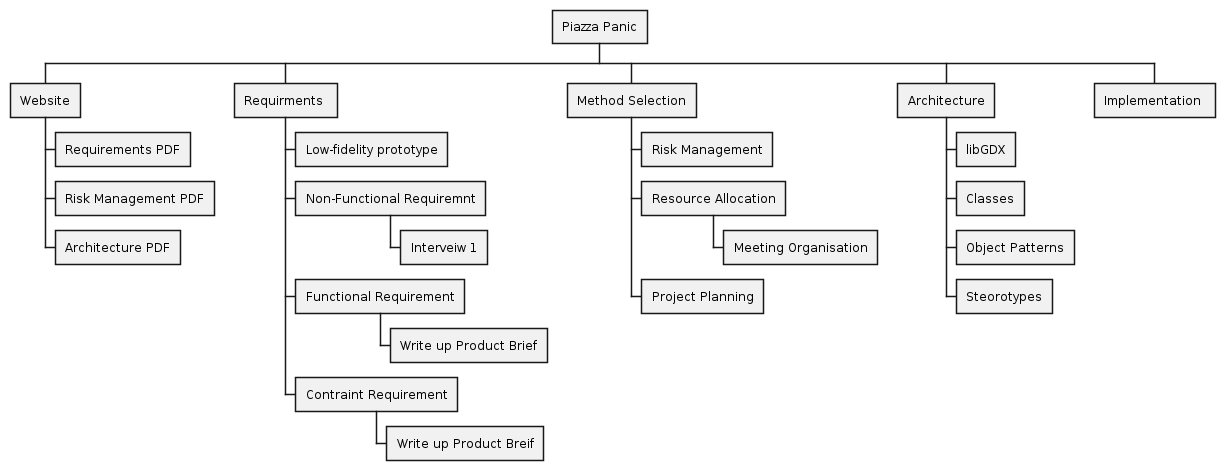 Piazza Panic
Website
Requirments
Method Selection
Architecture
Implementation
Requirements PDF
Low-fidelity prototype
Risk Management
libGDX
Risk Management PDF
Non-Functional Requiremnt
Resource Allocation
Classes
Architecture PDF
Interveiw 1
Meeting Organisation
Object Patterns
Functional Requirement
Project Planning
Steorotypes
Write up Product Brief
Contraint Requirement
Write up Product Breif